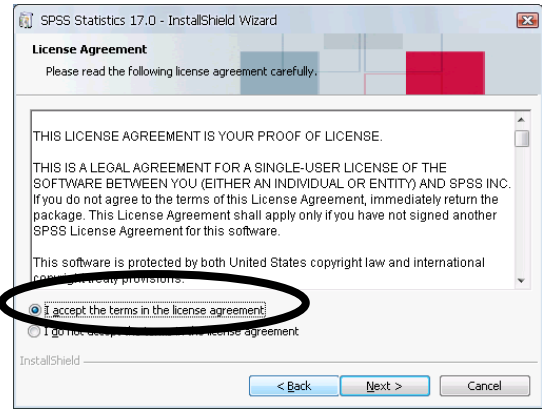 SPSS Statistics 17.0 - InstallShield Wizard
License Agreement
Please read the following license agreement carefully.
THIS LICENSE AGREEMENT IS YOUR PROOF OF LICENSE.
THIS IS A LEGAL AGREEMENT FOR A SINGLE-USER LICENSE OF THE
SOFTWARE BETWEEN YOU (EITHER AN INDIVIDUAL OR ENTITY) AND SPSS INC.
If you do not agree to the terms of this License Agreement, immediately return the
package. This License Agreement shall apply only if you have not signed another
SPSS License Agreement for this software.
This software is protected by both United States copyright law and international
copyright treaty provisions.
I accept the terms in the license agreement
I do not accept the terms in the license agreement
InstallShield
< Back Next > Cancel